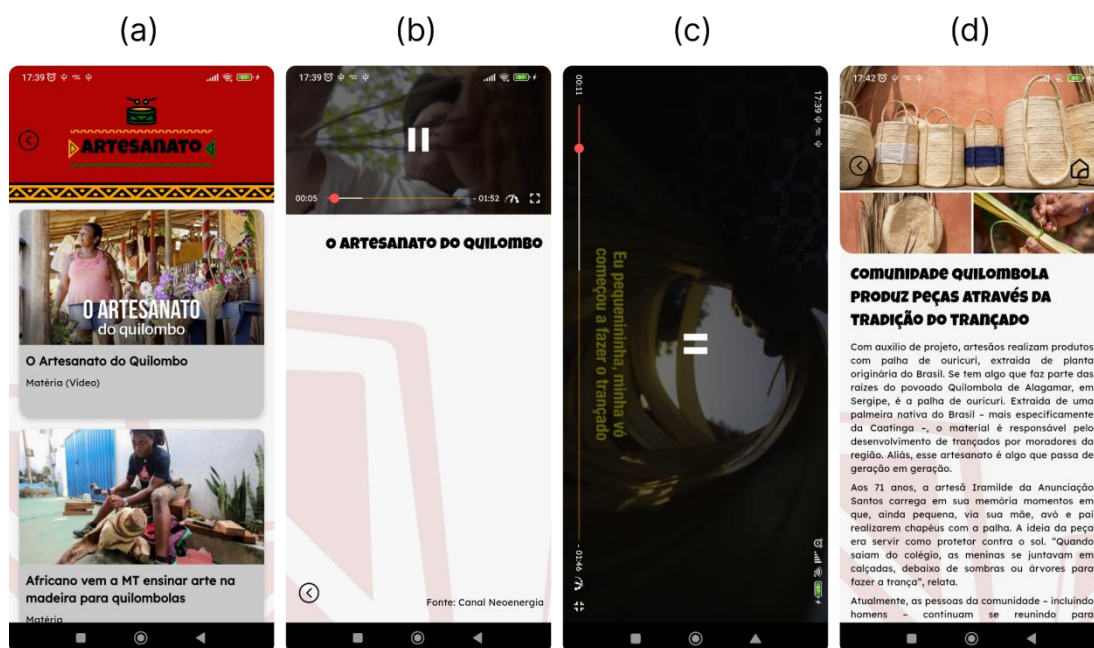 (a)
(b)
(c)
(d)
17:39
ARTESANATO
O ARTESANATO
do quilombo
O Artesanato do Quilombo
Matéria (Vídeo)
Africano vem a MT ensinar arte na
madeira para quilombolas
Matéria
17:39
00:05
- 01:52
O ARTESANATO DO QUILOMBO
Fonte: Canal Neoenergia
00:11
17:39
Eu pequenininha, minha vó
começou a fazer o trançado
- 01:46
17:42
COMUNIDADE QUILOMBOLA
PRODUZ PEÇAS ATRAVÉS DA
TRADIÇÃO DO TRANÇADO
Com auxílio de projeto, artesãos realizam produtos
com palha de ouricuri, extraída de planta
originária do Brasil. Se tem algo que faz parte das
raízes do povoado Quilombola de Alagamar, em
Sergipe, é a palha de ouricuri. Extraída de uma
palmeira nativa do Brasil – mais especificamente
da Caatinga –, o material é responsável pelo
desenvolvimento de trançados por moradores da
região. Aliás, esse artesanato é algo que passa de
geração em geração.
Aos 71 anos, a artesã Iramilde da Anunciação
Santos carrega em sua memória momentos em
que, ainda pequena, via sua mãe, avó e pai
realizarem chapéus com a palha. A ideia da peça
era servir como protetor contra o sol. "Quando
saíam do colégio, as meninas se juntavam em
calçadas, debaixo de sombras ou árvores para
fazer a trança", relata.
Atualmente, as pessoas da comunidade – incluindo
homens – continuam se reunindo para